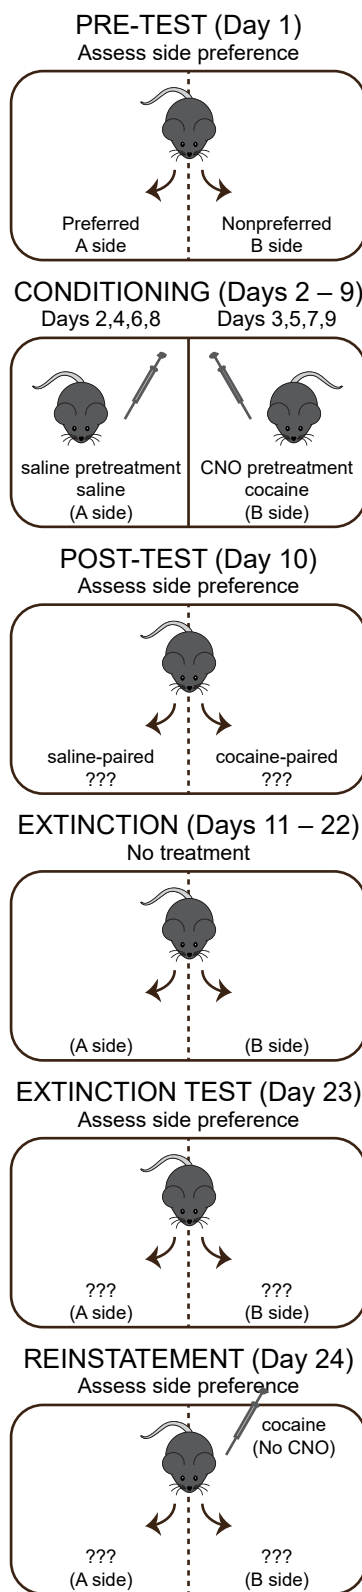 PRE-TEST (Day 1)
Assess side preference
Preferred
A side
Nonpreferred
B side
CONDITIONING (Days 2 – 9)
Days 2,4,6,8
Days 3,5,7,9
saline pretreatment
saline
(A side)
CNO pretreatment
cocaine
(B side)
POST-TEST (Day 10)
Assess side preference
saline-paired
???
cocaine-paired
???
EXTINCTION (Days 11 – 22)
No treatment
(A side)
(B side)
EXTINCTION TEST (Day 23)
Assess side preference
???
(A side)
???
(B side)
REINSTATEMENT (Day 24)
Assess side preference
cocaine
(No CNO)
???
(A side)
???
(B side)